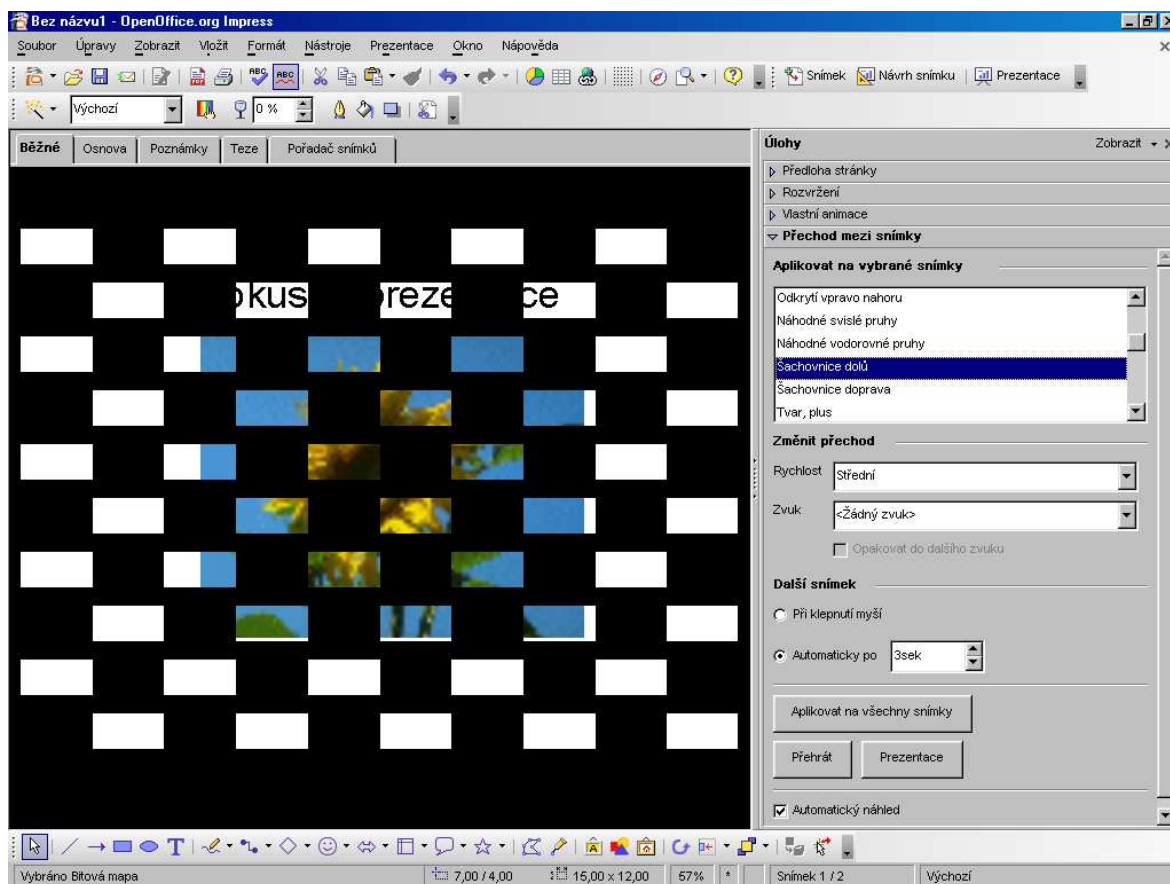 Bez názvu1 - OpenOffice.org Impress
Soubor Úpravy Zobrazit Vložit Formát Nástroje Prezentace Okno Nápověda
ABC ABC Snímek Návrh snímku Prezentace
Výchozí 0 %
Běžné Osnova Poznámky Teze Pořadač snímků
Úlohy Zobrazit
Předloha stránky
Rozvržení
Vlastní animace
Přechod mezi snímky
Aplikovat na vybrané snímky
Odkrytí vpravo nahoru
Náhodné svislé pruhy
Náhodné vodorovné pruhy
Šachovnice dolů
Šachovnice doprava
Tvar, plus
Změnit přechod
Rychlost Střední
Zvuk <Žádný zvuk>
Opakovat do dalšího zvuku
Další snímek
Při klepnutí myší
Automaticky po 3sek
Aplikovat na všechny snímky
Přehrát Prezentace
Automatický náhled
okus reze ce
Vybráno Bitová mapa 7,00 / 4,00 15,00 x 12,00 57% * Snímek 1 / 2 Výchozí